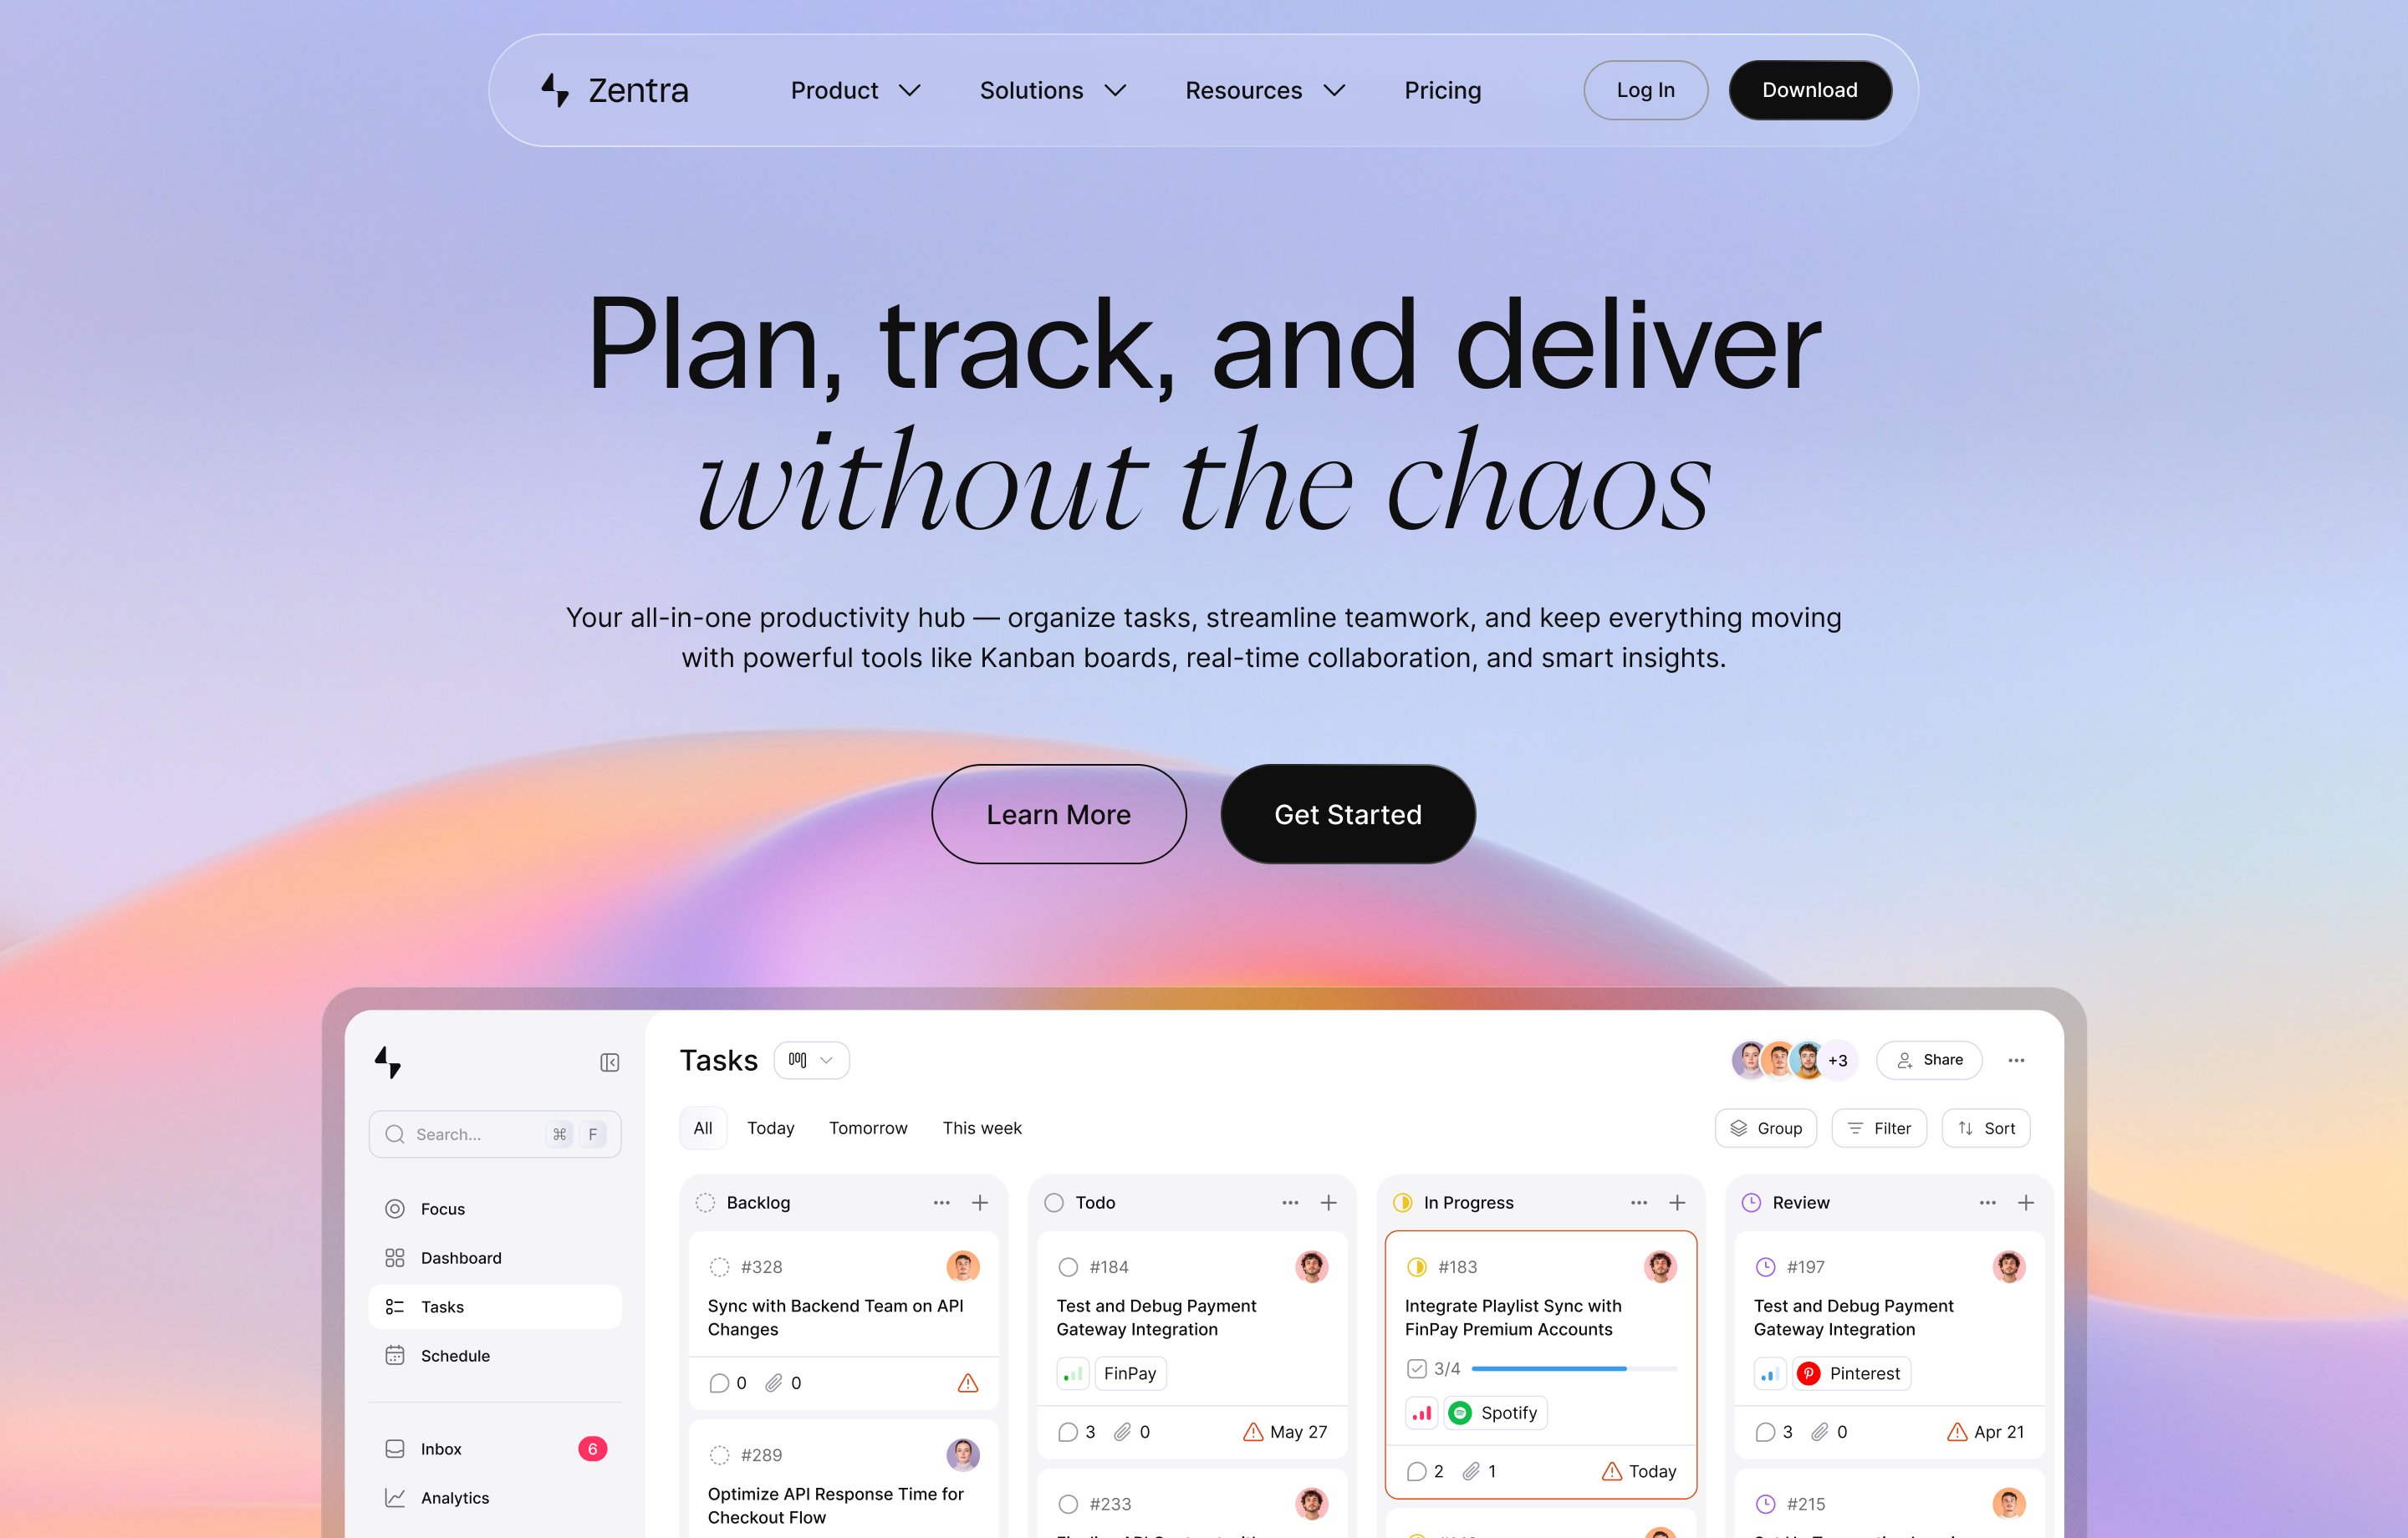 Zentra
Product
Solutions
Resources
Pricing
Log In
Download
Plan, track, and deliver
without the chaos
Your all-in-one productivity hub — organize tasks, streamline teamwork, and keep everything moving
with powerful tools like Kanban boards, real-time collaboration, and smart insights.
Learn More
Get Started
Search...
⌘ F
Focus
Dashboard
Tasks
Schedule
Inbox 6
Analytics
Tasks
+3
Share
All
Today
Tomorrow
This week
Group
Filter
Sort
Backlog
#328
Sync with Backend Team on API
Changes
0 0
#289
Optimize API Response Time for
Checkout Flow
Todo
#184
Test and Debug Payment
Gateway Integration
FinPay
3 0 May 27
#233
In Progress
#183
Integrate Playlist Sync with
FinPay Premium Accounts
3/4
Spotify
2 1 Today
Review
#197
Test and Debug Payment
Gateway Integration
Pinterest
3 0 Apr 21
#215